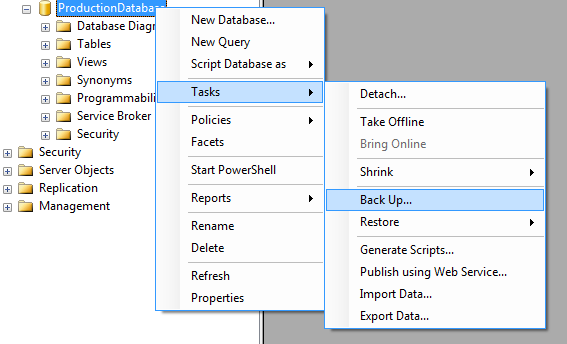 ProductionDatabase
Database Diag
Tables
Views
Synonyms
Programmabili
Service Broker
Security
Security
Server Objects
Replication
Management
New Database...
New Query
Script Database as
Tasks
Policies
Facets
Start PowerShell
Reports
Rename
Delete
Refresh
Properties
Detach...
Take Offline
Bring Online
Shrink
Back Up...
Restore
Generate Scripts...
Publish using Web Service...
Import Data...
Export Data...